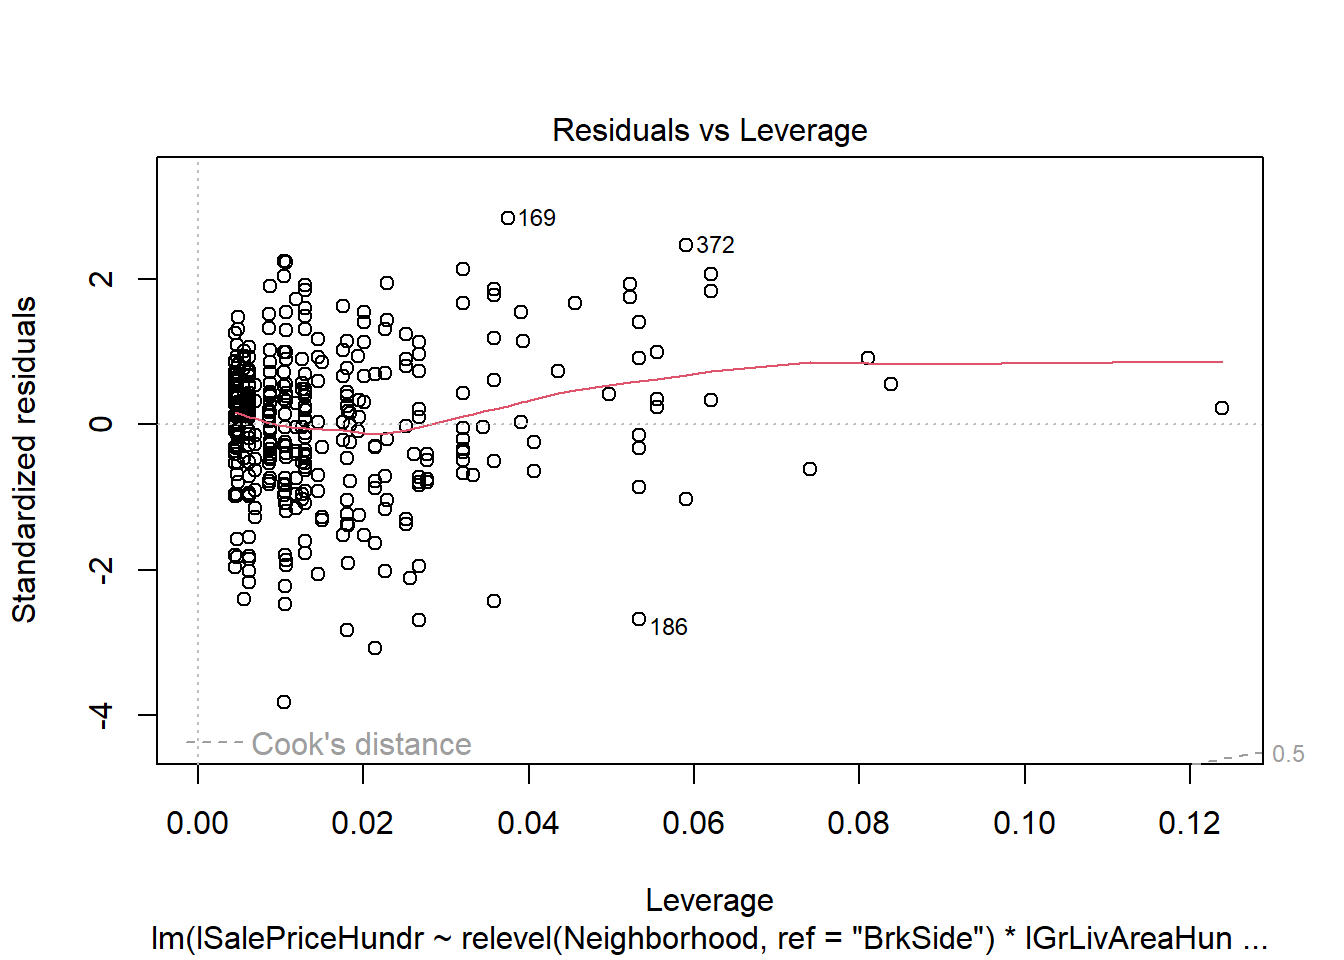 Residuals vs Leverage
Standardized residuals
2
0
-2
-4
169
372
186
Cook's distance
0.5
0.00 0.02 0.04 0.06 0.08 0.10 0.12
Leverage
lm(lSalePriceHundr ~ relevel(Neighborhood, ref = "BrkSide") * lGrLivAreaHun ...